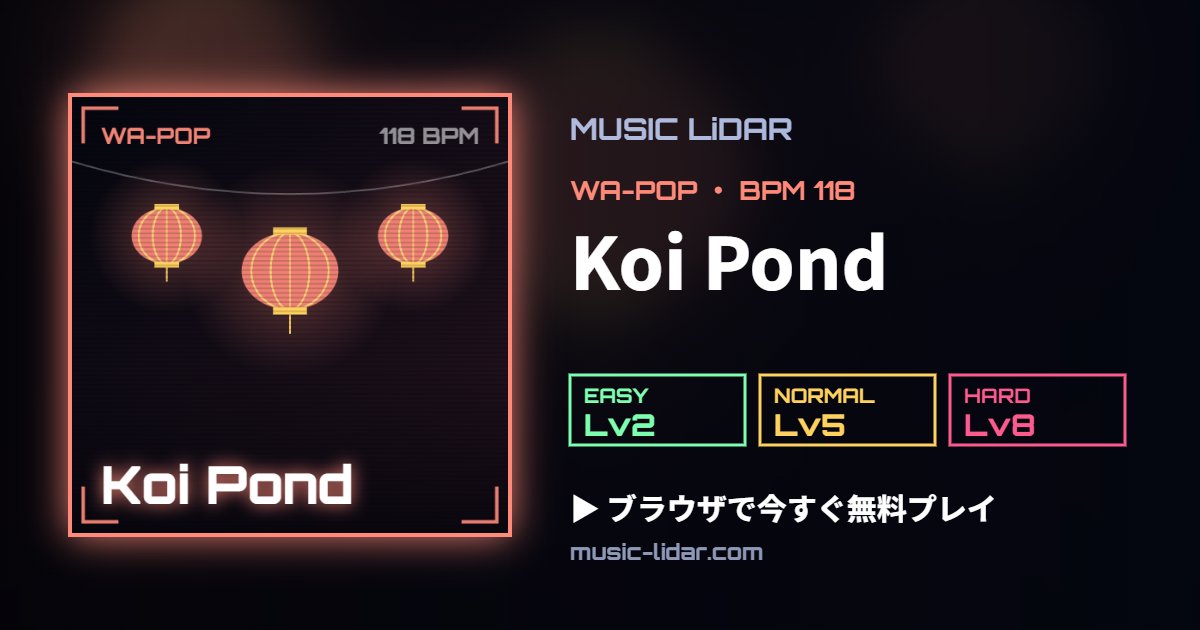 WA-POP
118 BPM
Koi Pond
MUSIC LiDAR
WA-POP • BPM 118
Koi Pond
EASY
Lv2
NORMAL
Lv5
HARD
Lv8
▶ ブラウザで今すぐ無料プレイ
music-lidar.com